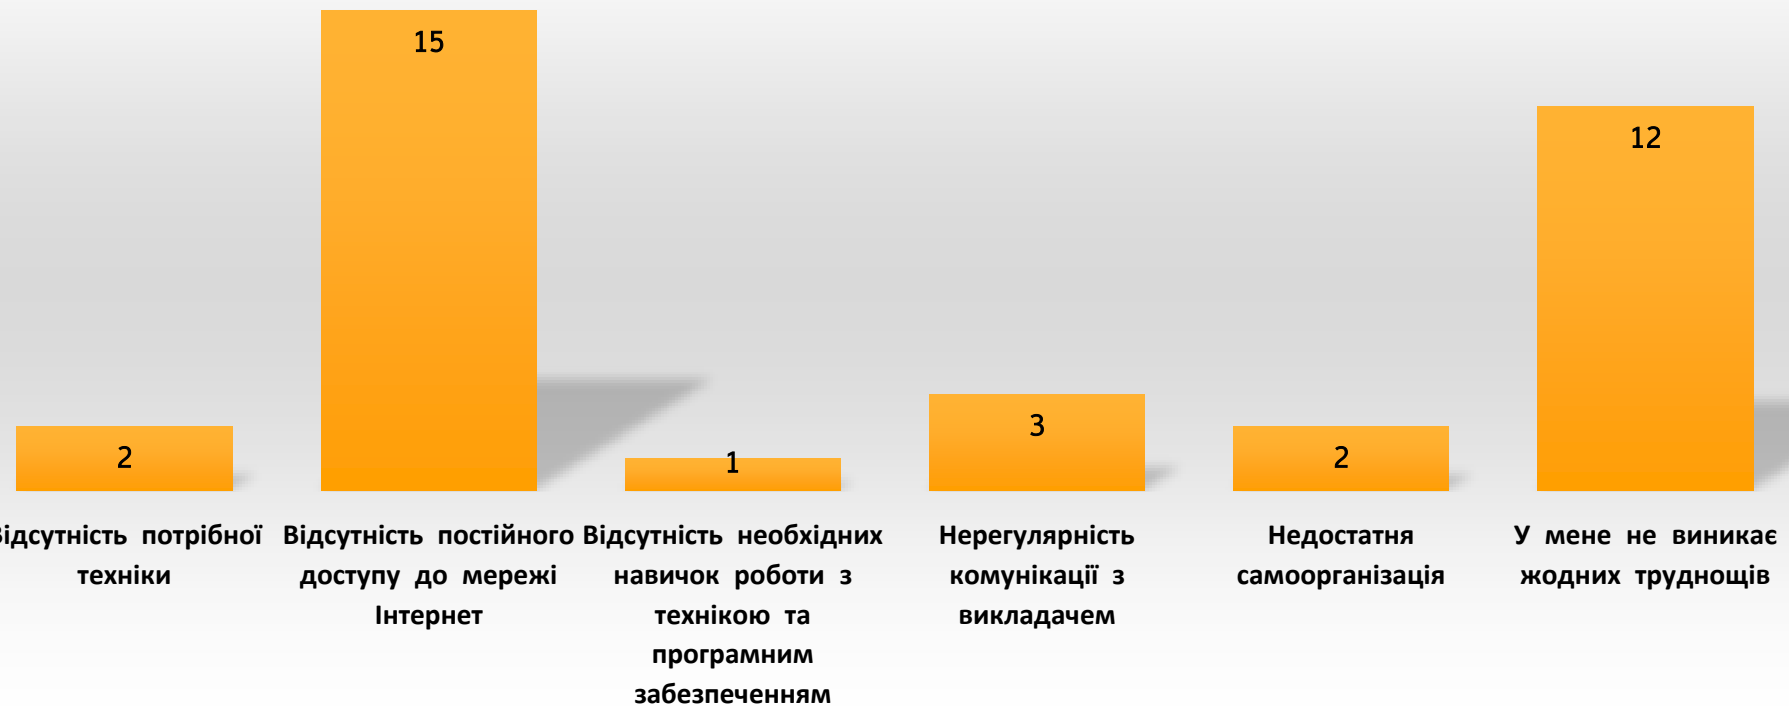 2
15
1
3
2
12
Відсутність потрібної
техніки
Відсутність постійного
доступу до мережі
Інтернет
Відсутність необхідних
навичок роботи з
технікою та
програмним
забезпеченням
Нерегулярність
комунікації з
викладачем
Недостатня
самоорганізація
У мене не виникає
жодних труднощів